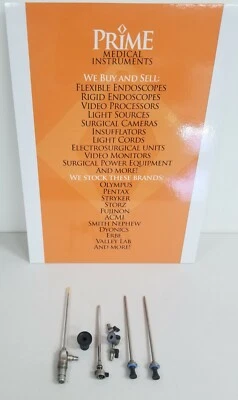 PRIME
MEDICAL
INSTRUMENTS
WE BUY AND SELL:
FLEXIBLE ENDOSCOPES
RIGID ENDOSCOPES
VIDEO PROCESSORS
LIGHT SOURCES
SURGICAL CAMERAS
INSUFFLATORS
LIGHT CORDS
ELECTROSURGICAL UNITS
VIDEO MONITORS
SURGICAL POWER EQUIPMENT
AND MORE!
WE STOCK THESE BRANDS:
OLYMPUS
PENTAX
STRYKER
STORZ
FUJINON
ACMI
SMITH NEPHEW
DYONICS
ERBE
VALLEY LAB
AND MORE!